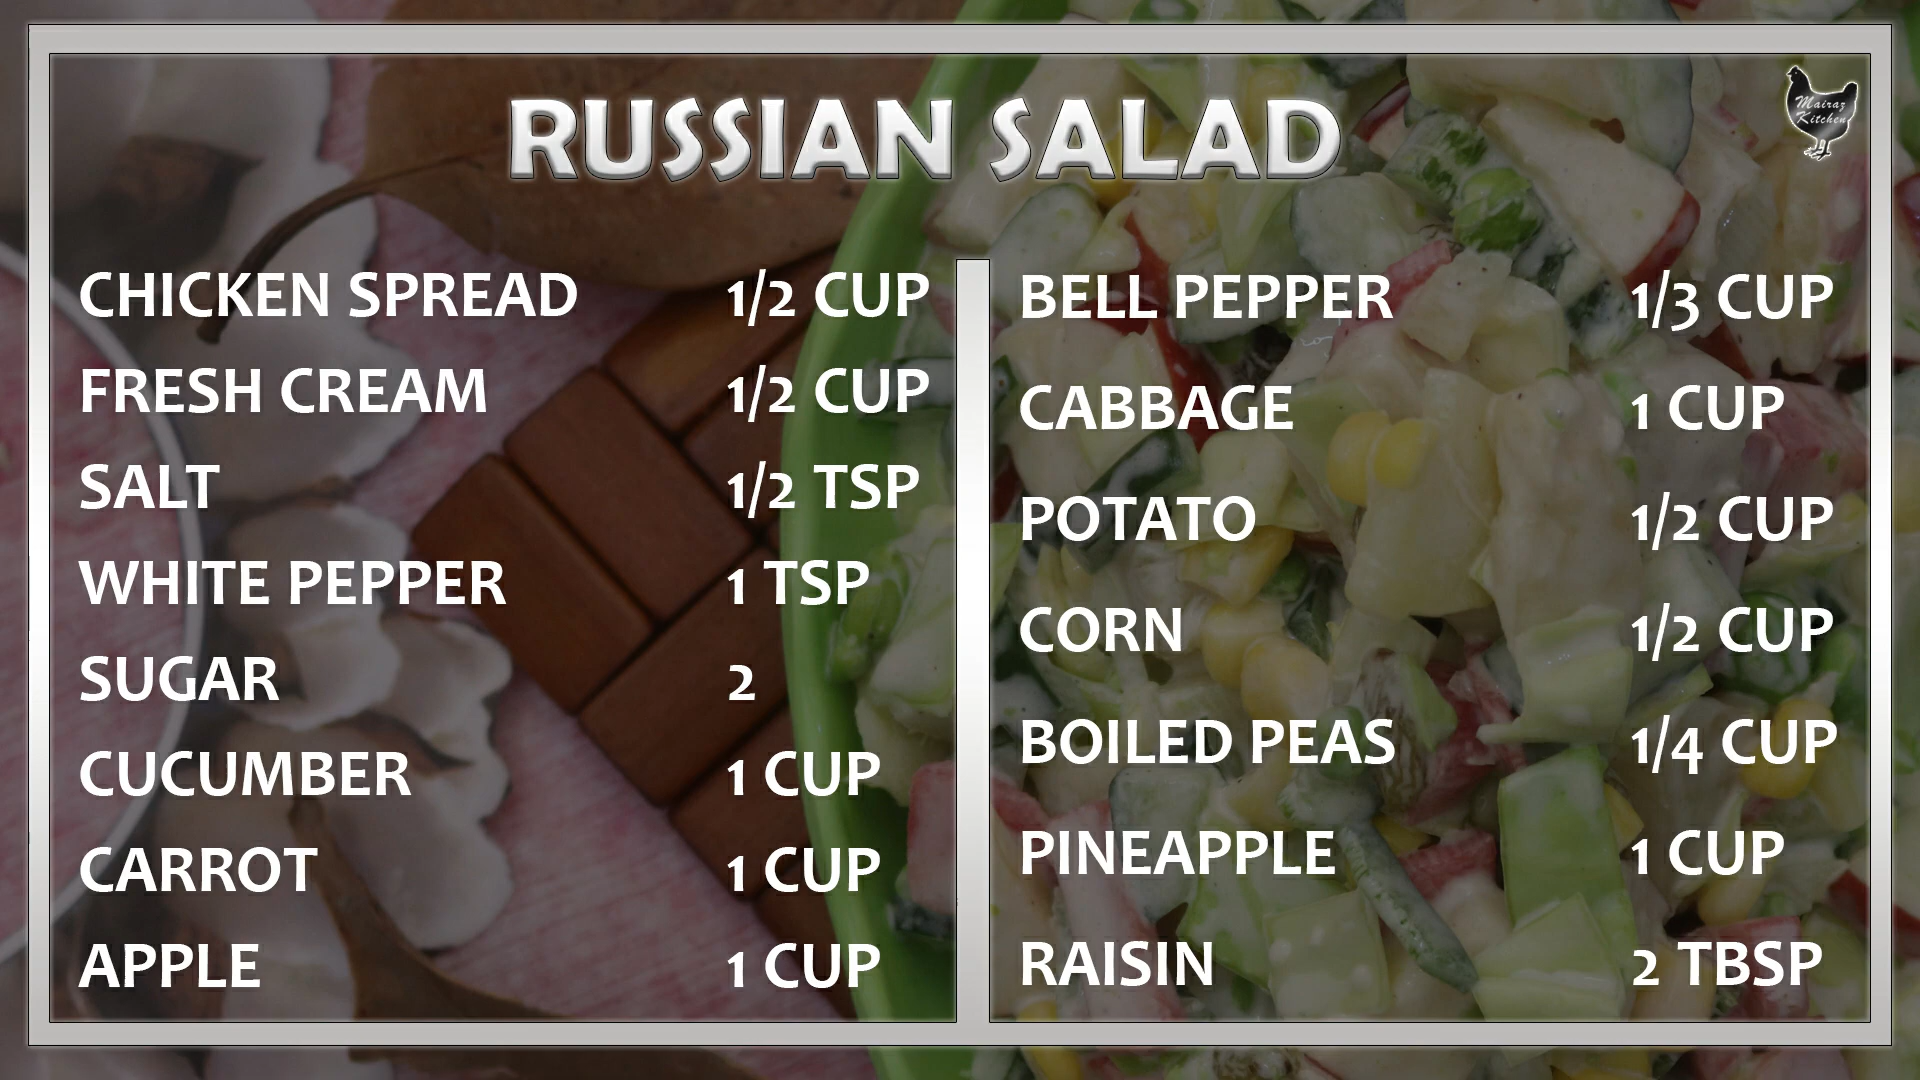 RUSSIAN SALAD
Mairaz
Kitchen
CHICKEN SPREAD 1/2 CUP
FRESH CREAM 1/2 CUP
SALT 1/2 TSP
WHITE PEPPER 1 TSP
SUGAR 2
CUCUMBER 1 CUP
CARROT 1 CUP
APPLE 1 CUP
BELL PEPPER 1/3 CUP
CABBAGE 1 CUP
POTATO 1/2 CUP
CORN 1/2 CUP
BOILED PEAS 1/4 CUP
PINEAPPLE 1 CUP
RAISIN 2 TBSP